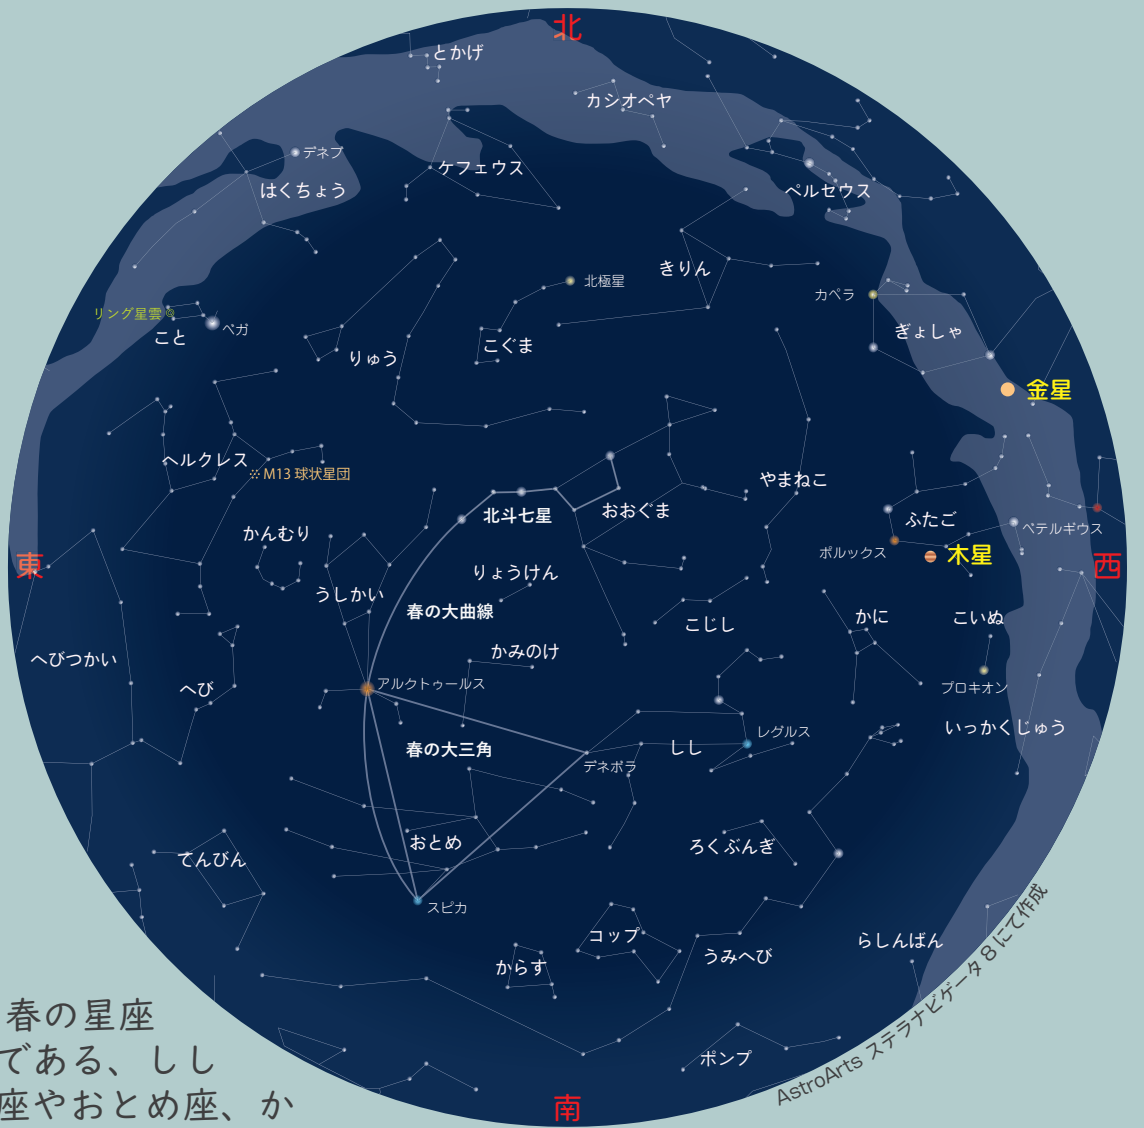 北
とかげ
カシオペヤ
デネブ
ケフェウス
はくちょう
ペルセウス
きりん
北極星
カペラ
リング星雲
ベガ
こと
ぎょしゃ
こぐま
りゅう
金星
ヘルクレス
M13 球状星団
やまねこ
北斗七星
おおぐま
ふたご
ベテルギウス
かんむり
ポルックス
木星
東
西
りょうけん
うしかい
春の大曲線
かに
こいぬ
こじし
へびつかい
かみのけ
へび
アルクトゥールス
プロキオン
いっかくじゅう
レグルス
春の大三角
しし
デネボラ
おとめ
ろくぶんぎ
てんびん
スピカ
コップ
らしんばん
うみへび
からす
ポンプ
南
AstroArts ステラナビゲータ 8 にて作成
春の星座
である、しし
座やおとめ座、か